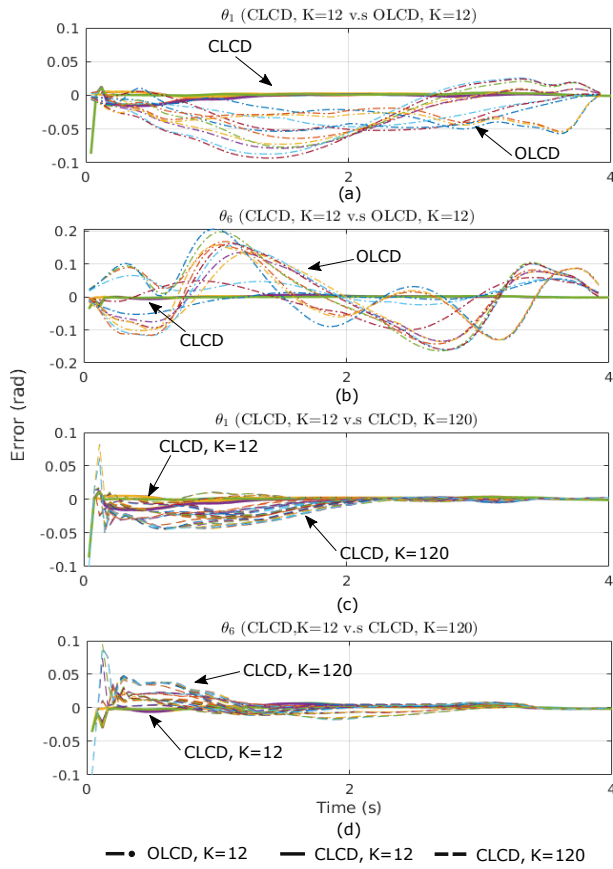 θ₁ (CLCD, K=12 v.s OLCD, K=12)
0.1
0.05
0
-0.05
-0.1
CLCD
OLCD
0
2
4
(a)
θ₆ (CLCD, K=12 v.s OLCD, K=12)
0.2
0.1
0
-0.1
-0.2
OLCD
CLCD
0
2
4
(b)
Error (rad)
θ₁ (CLCD, K=12 v.s CLCD, K=120)
0.1
0.05
0
-0.05
-0.1
CLCD, K=12
CLCD, K=120
0
2
4
(c)
θ₆ (CLCD,K=12 v.s CLCD, K=120)
0.1
0.05
0
-0.05
-0.1
CLCD, K=120
CLCD, K=12
0
2
4
Time (s)
(d)
OLCD, K=12 CLCD, K=12 CLCD, K=120